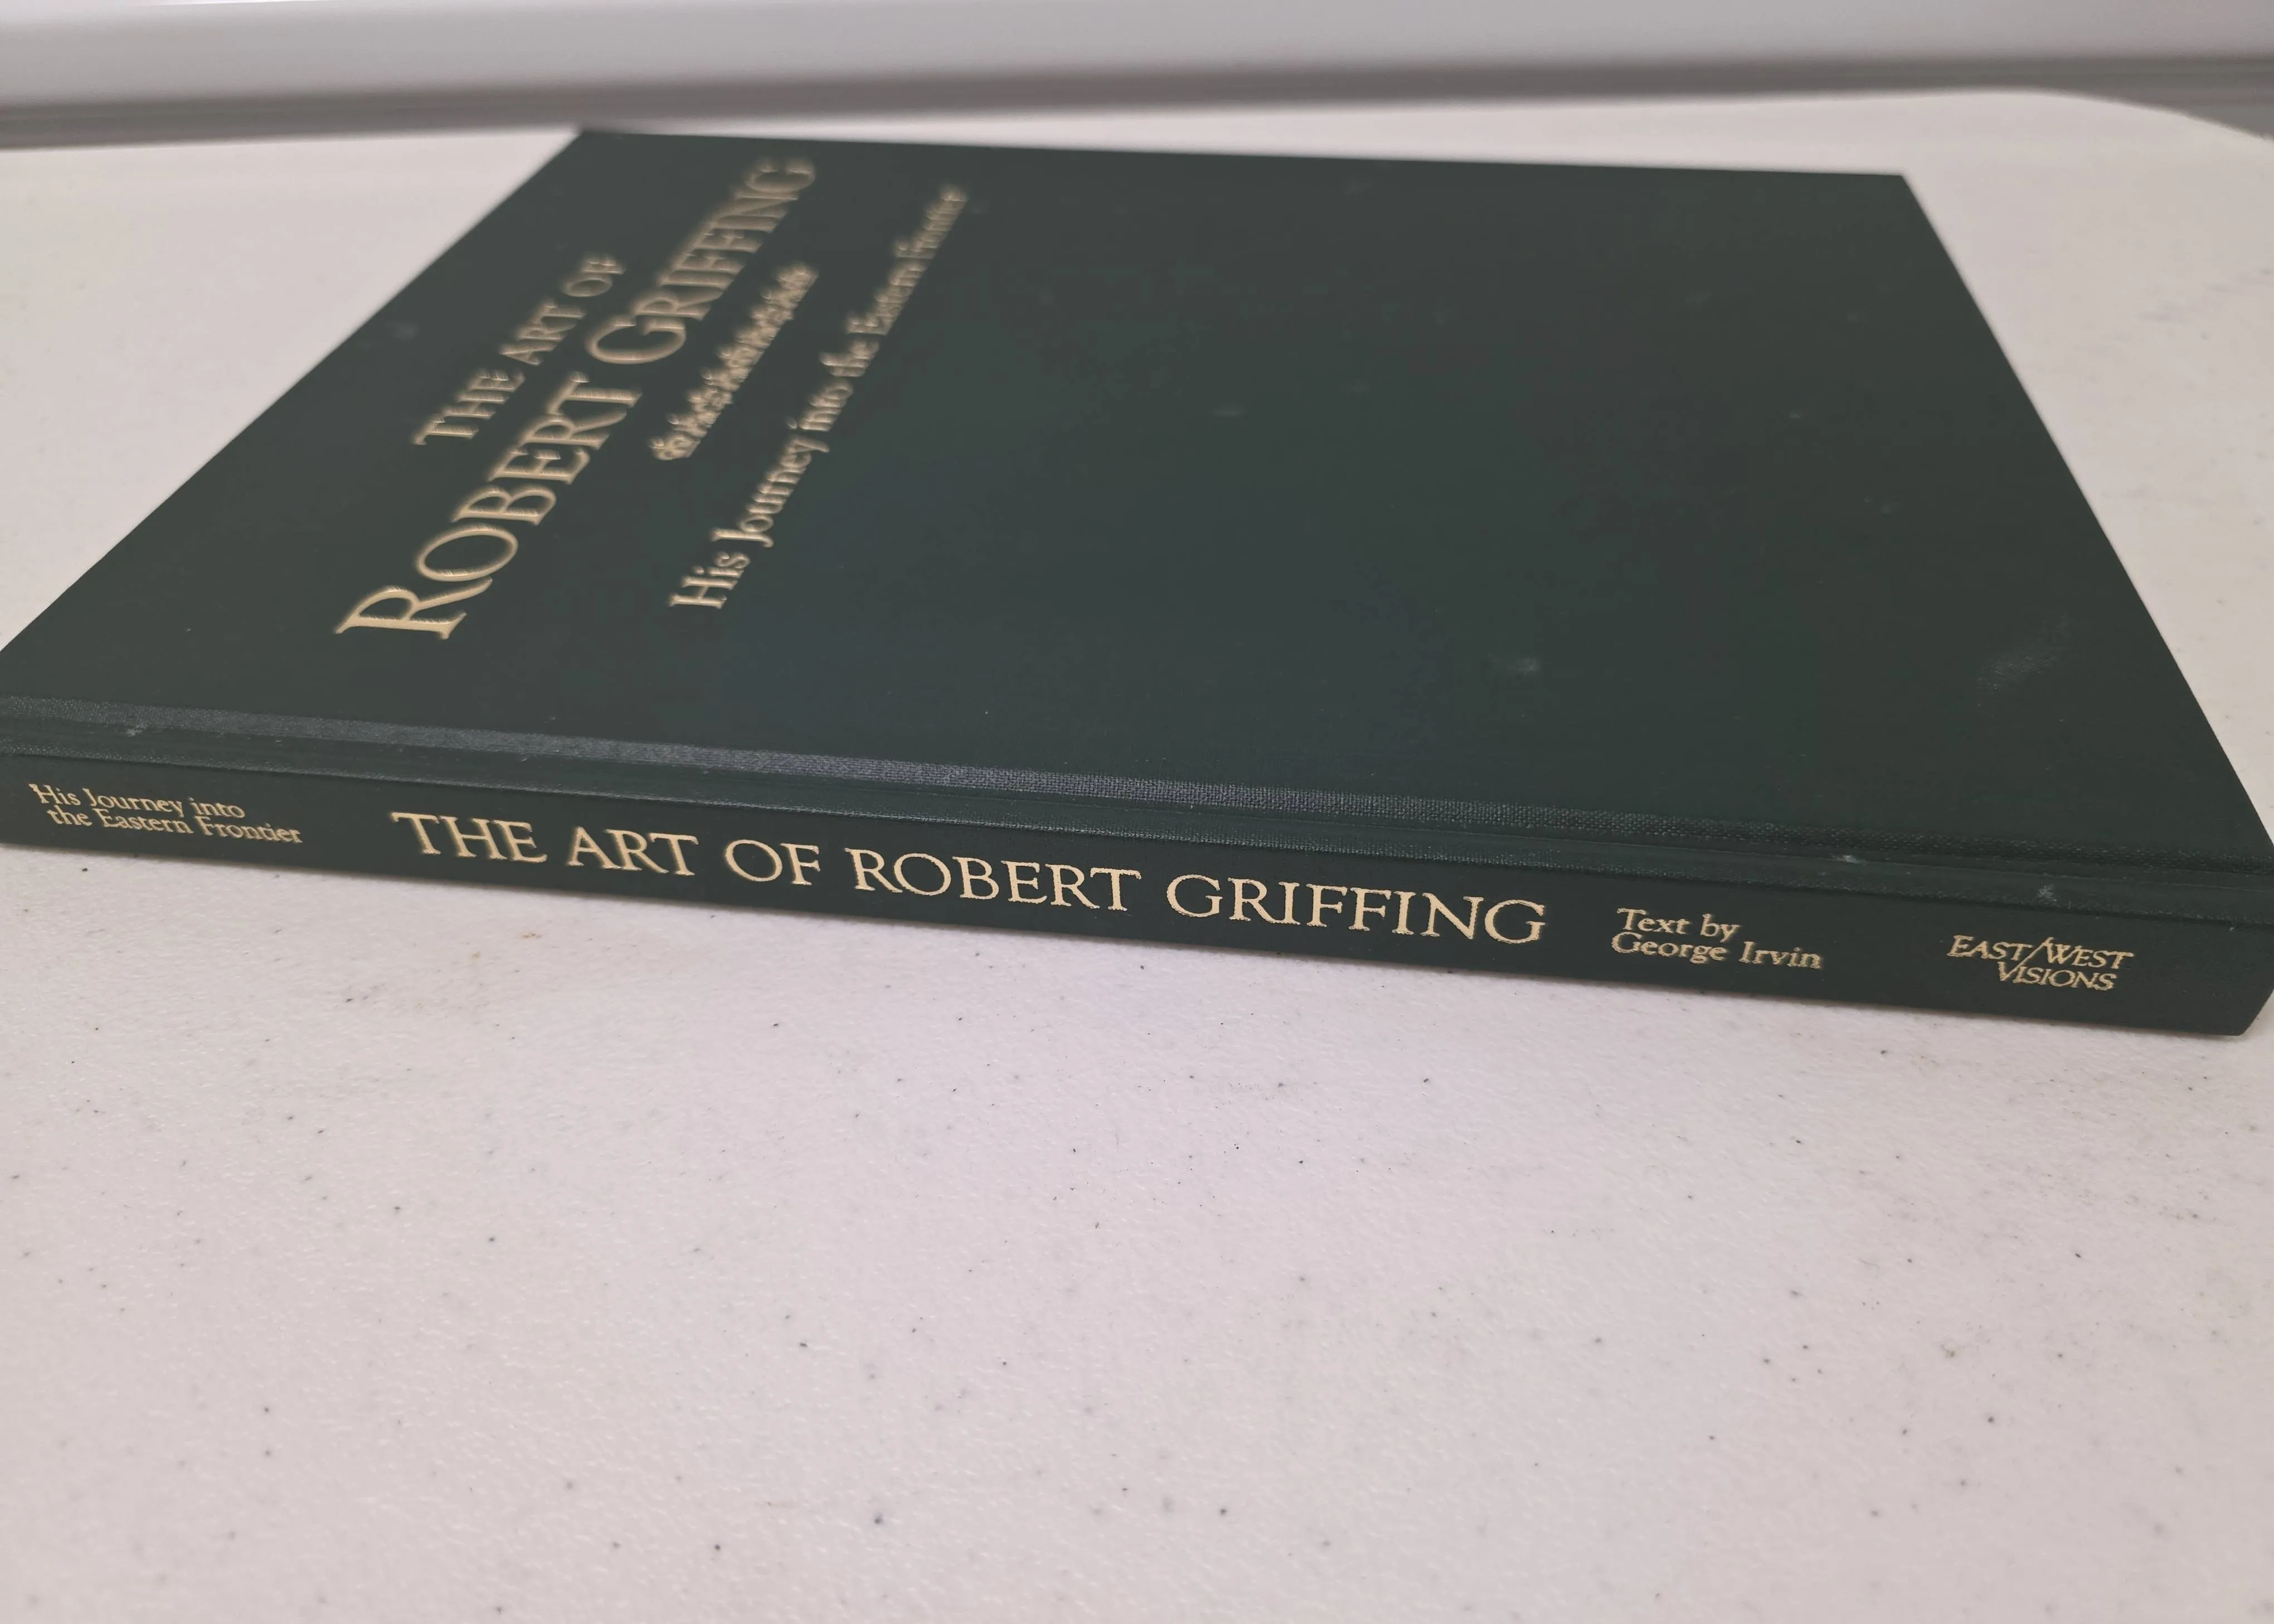 THE ART OF
ROBERT GRIFFING
His Journey into the Eastern Frontier
His Journey into
the Eastern Frontier
THE ART OF ROBERT GRIFFING
Text by
George Irvin
EAST/WEST
VISIONS